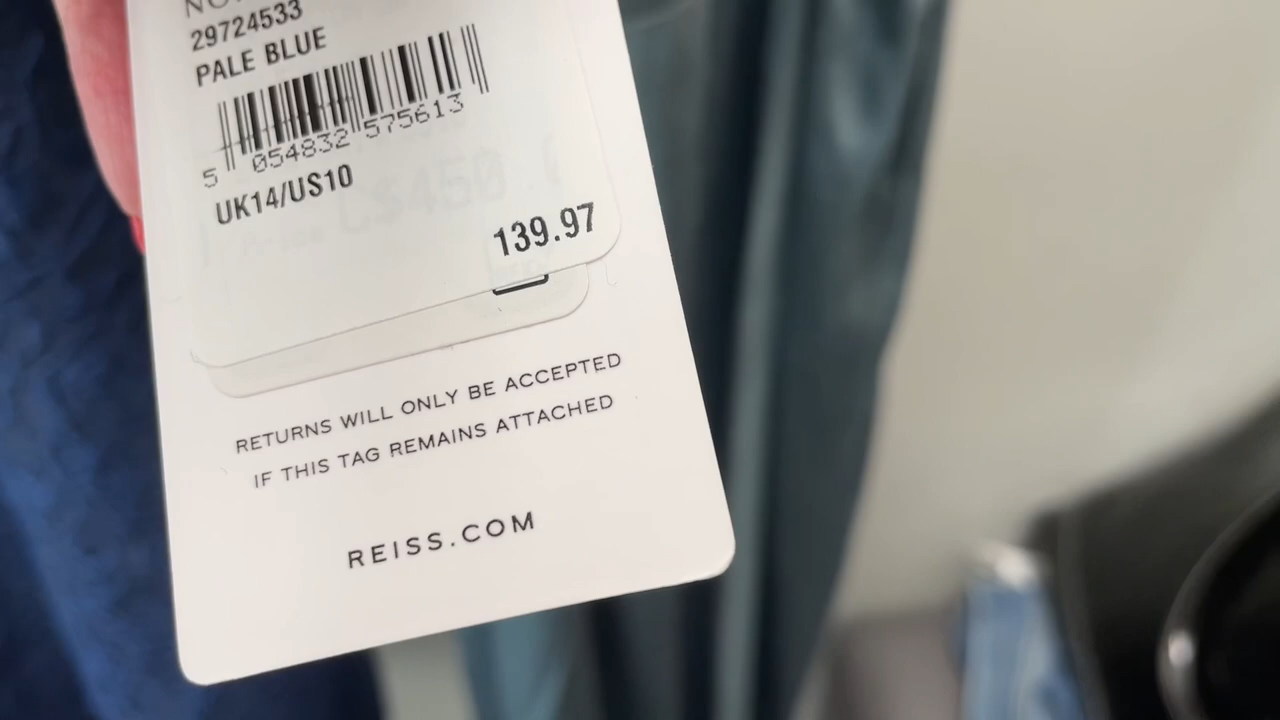 29724533
PALE BLUE
5 054832 575613
UK14/US10
C$450
139.97
RETURNS WILL ONLY BE ACCEPTED
IF THIS TAG REMAINS ATTACHED
REISS.COM